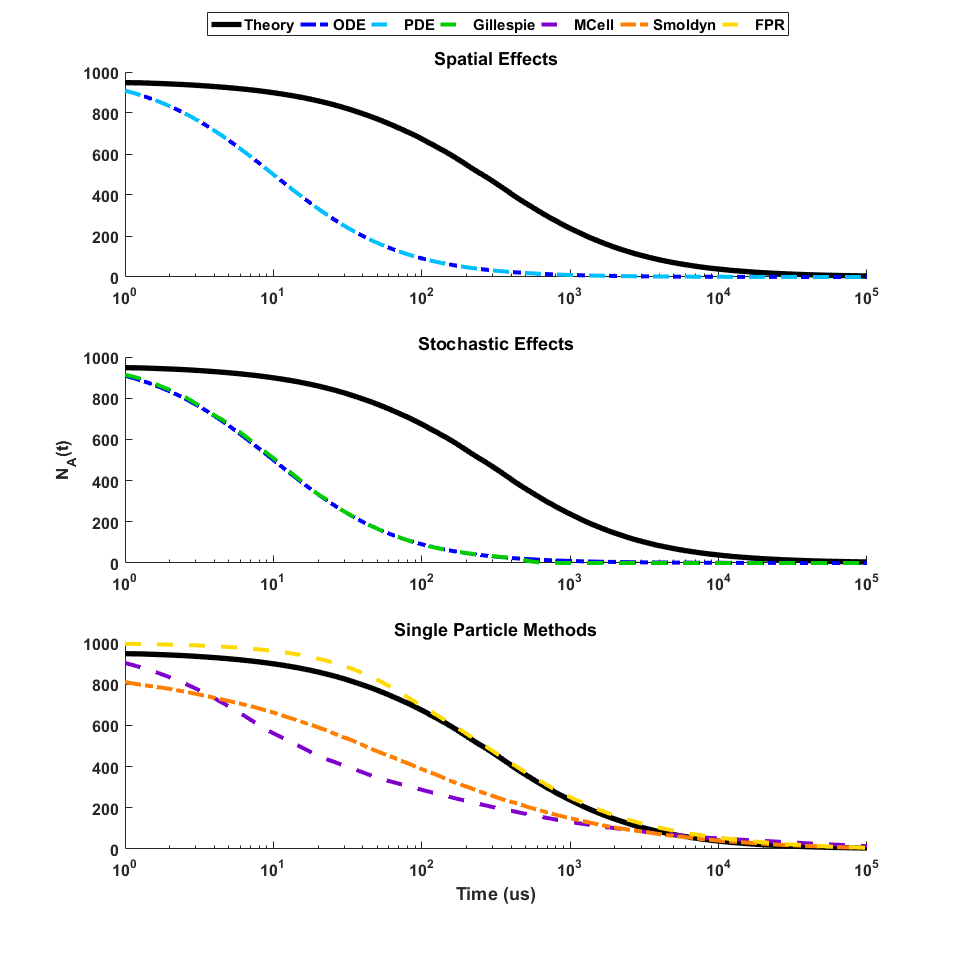 Theory ODE PDE Gillespie MCell Smoldyn FPR
Spatial Effects
1000
800
600
400
200
0
10^0 10^1 10^2 10^3 10^4 10^5
Stochastic Effects
1000
800
600
400
200
0
N_A(t)
10^0 10^1 10^2 10^3 10^4 10^5
Single Particle Methods
1000
800
600
400
200
0
10^0 10^1 10^2 10^3 10^4 10^5
Time (us)